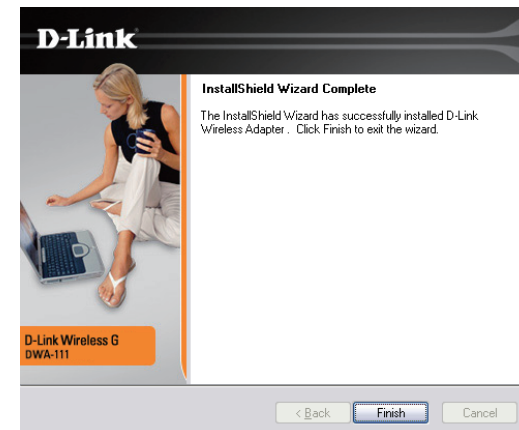 D-Link
InstallShield Wizard Complete
The InstallShield Wizard has successfully installed D-Link
Wireless Adapter . Click Finish to exit the wizard.
D-Link Wireless G
DWA-111
< Back
Finish
Cancel